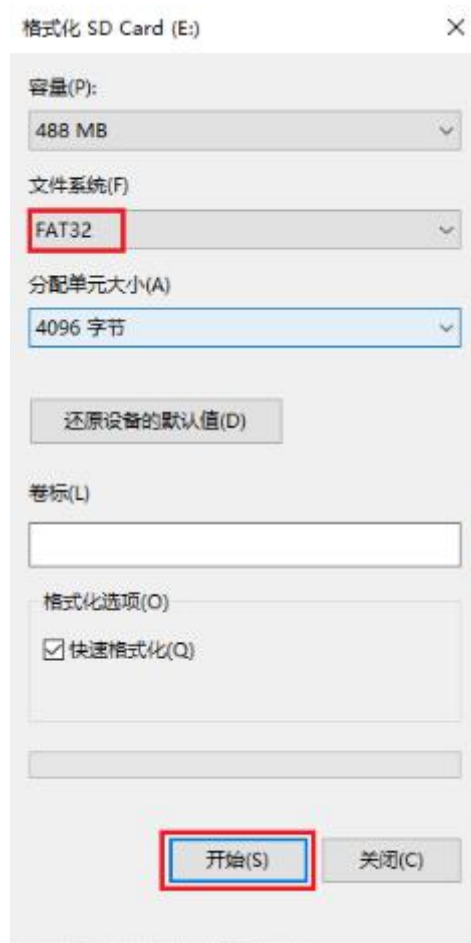 格式化 SD Card (E:)
容量(P):
488 MB
文件系统(F)
FAT32
分配单元大小(A)
4096 字节
还原设备的默认值(D)
卷标(L)
格式化选项(O)
快速格式化(Q)
开始(S)
关闭(C)